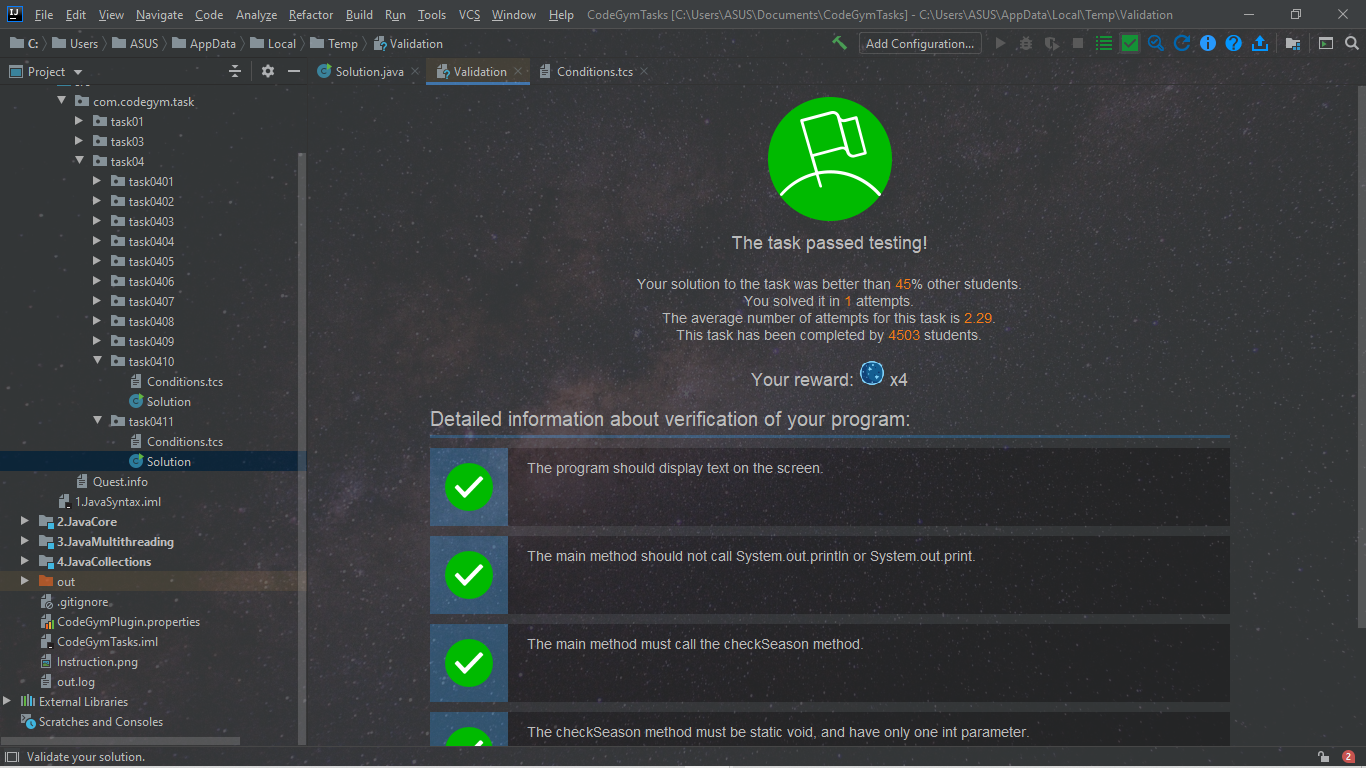 File Edit View Navigate Code Analyze Refactor Build Run Tools VCS Window Help CodeGymTasks [C:\Users\ASUS\Documents\CodeGymTasks] - C:\Users\ASUS\AppData\Local\Temp\Validation
C: Users ASUS AppData Local Temp Validation Add Configuration...
Project Solution.java Validation Conditions.tcs
com.codegym.task
task01
task03
task04
task0401
task0402
task0403
task0404
task0405
task0406
task0407
task0408
task0409
task0410
Conditions.tcs
Solution
task0411
Conditions.tcs
Solution
Quest.info
1.JavaSyntax.iml
2.JavaCore
3.JavaMultithreading
4.JavaCollections
out
.gitignore
CodeGymPlugin.properties
CodeGymTasks.iml
Instruction.png
out.log
External Libraries
Scratches and Consoles
The task passed testing!
Your solution to the task was better than 45% other students.
You solved it in 1 attempts.
The average number of attempts for this task is 2.29.
This task has been completed by 4503 students.
Your reward: x4
Detailed information about verification of your program:
The program should display text on the screen.
The main method should not call System.out.println or System.out.print.
The main method must call the checkSeason method.
The checkSeason method must be static void, and have only one int parameter.
Validate your solution. 2